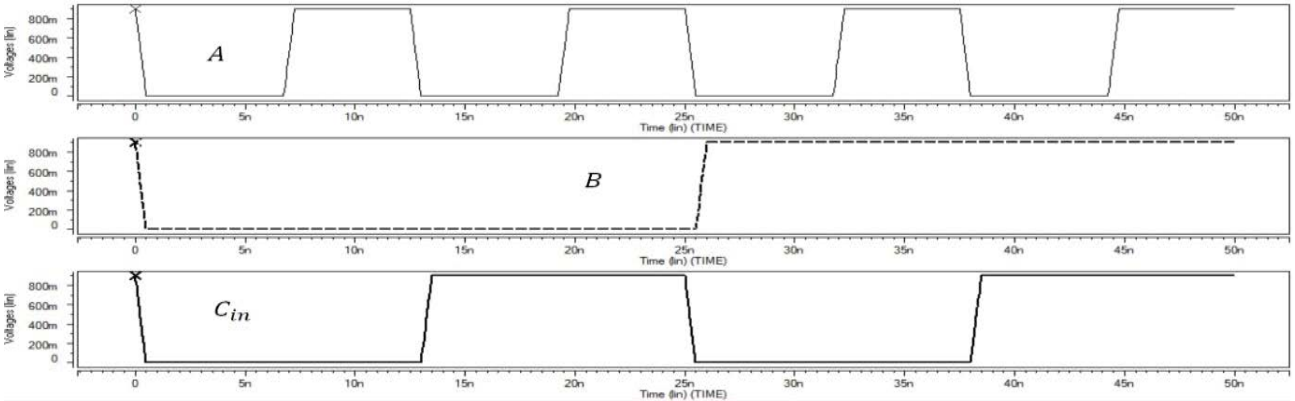 Voltages (lin)
800m
600m
400m
200m
0
A
0 5n 10n 15n 20n 25n 30n 35n 40n 45n 50n
Time (lin) (TIME)
Voltages (lin)
800m
600m
400m
200m
0
B
0 5n 10n 15n 20n 25n 30n 35n 40n 45n 50n
Time (lin) (TIME)
Voltages (lin)
800m
600m
400m
200m
0
C_in
0 5n 10n 15n 20n 25n 30n 35n 40n 45n 50n
Time (lin) (TIME)